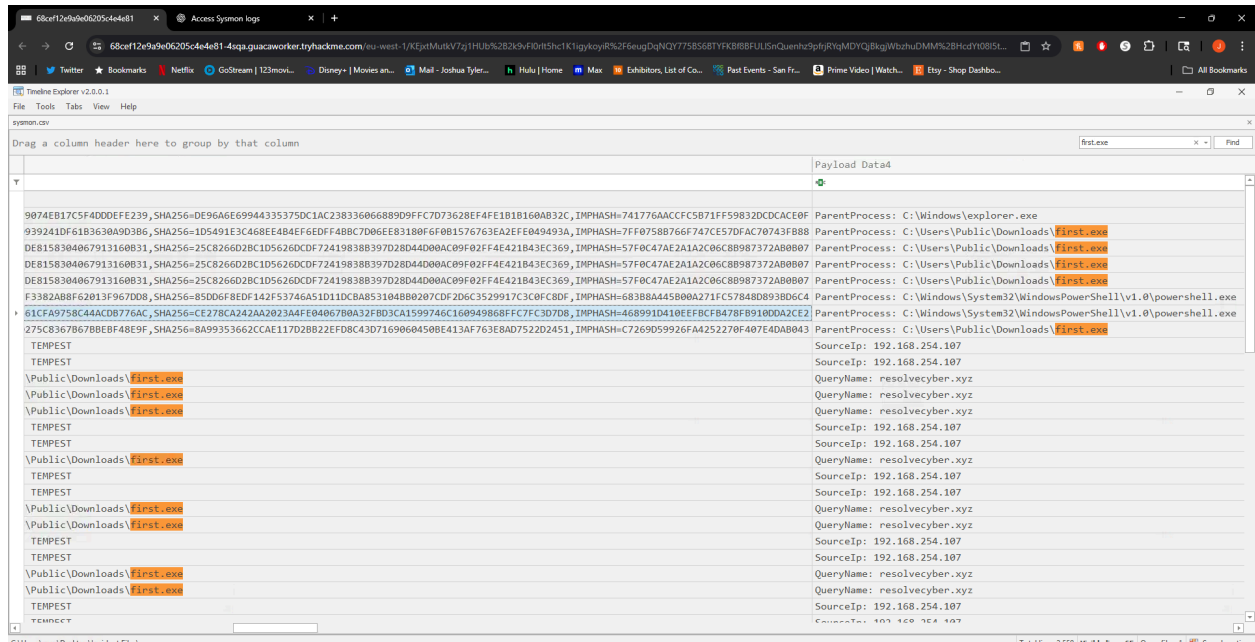 68cef12e9a9e06205c4e4e81
Access Sysmon logs
68cef12e9a9e06205c4e4e81-4sqa.guacaworker.tryhackme.com/eu-west-1/
Twitter Bookmarks Netflix GoStream | 123movi... Disney+ | Movies an... Mail - Joshua Tyler... Hulu | Home Max Exhibitors, List of Co... Past Events - San Fr... Prime Video | Watch... Etsy - Shop Dashbo... All Bookmarks
Timeline Explorer v2.0.0.1
File Tools Tabs View Help
sysmon.csv
Drag a column header here to group by that column
first.exe
Find
Payload Data4
9074EB17C5F4DDDEFE239,SHA256=DE96A6E69944335375DC1AC238336066889D9FFC7D73628EF4FE1B1B160AB32C,IMPHASH=741776AACCFC5B71FF59832DCDCACE0F ParentProcess: C:\Windows\explorer.exe
939241DF61B3630A9D3B6,SHA256=1D5491E3C468EE4B4EF6EDFF4BBC7D06EE83180F6F0B1576763EA2EFE049493A,IMPHASH=7FF0758B766F747CE57DFAC70743FB88 ParentProcess: C:\Users\Public\Downloads\first.exe
DE8158304067913160B31,SHA256=25C8266D2BC1D5626DCDF72419838B397D28D44D00AC09F02FF4E421B43EC369,IMPHASH=57F0C47AE2A1A2C06C8B987372AB0B07 ParentProcess: C:\Users\Public\Downloads\first.exe
DE8158304067913160B31,SHA256=25C8266D2BC1D5626DCDF72419838B397D28D44D00AC09F02FF4E421B43EC369,IMPHASH=57F0C47AE2A1A2C06C8B987372AB0B07 ParentProcess: C:\Users\Public\Downloads\first.exe
DE8158304067913160B31,SHA256=25C8266D2BC1D5626DCDF72419838B397D28D44D00AC09F02FF4E421B43EC369,IMPHASH=57F0C47AE2A1A2C06C8B987372AB0B07 ParentProcess: C:\Users\Public\Downloads\first.exe
F3382AB8F62013F967DD8,SHA256=85DD6F8EDF142F53746A51D11DCBA853104BB0207CDF2D6C3529917C3C0FC8DF,IMPHASH=683B8A445B00A271FC57848D893BD6C4 ParentProcess: C:\Windows\System32\WindowsPowerShell\v1.0\powershell.exe
61CFA9758C44ACDB776AC,SHA256=CE278CA242AA2023A4FE04067B0A32FBD3CA1599746C160949868FFC7FC3D7D8,IMPHASH=468991D410EEFBCFB478FB910DDA2CE2 ParentProcess: C:\Windows\System32\WindowsPowerShell\v1.0\powershell.exe
275C8367B67BBEBF48E9F,SHA256=8A99353662CCAE117D2BB22EFD8C43D7169060450BE413AF763E8AD7522D2451,IMPHASH=C7269D59926FA4252270F407E4DAB043 ParentProcess: C:\Users\Public\Downloads\first.exe
TEMPEST SourceIp: 192.168.254.107
TEMPEST SourceIp: 192.168.254.107
\Public\Downloads\first.exe QueryName: resolvecyber.xyz
\Public\Downloads\first.exe QueryName: resolvecyber.xyz
\Public\Downloads\first.exe QueryName: resolvecyber.xyz
TEMPEST SourceIp: 192.168.254.107
TEMPEST SourceIp: 192.168.254.107
\Public\Downloads\first.exe QueryName: resolvecyber.xyz
TEMPEST SourceIp: 192.168.254.107
TEMPEST SourceIp: 192.168.254.107
\Public\Downloads\first.exe QueryName: resolvecyber.xyz
\Public\Downloads\first.exe QueryName: resolvecyber.xyz
TEMPEST SourceIp: 192.168.254.107
TEMPEST SourceIp: 192.168.254.107
\Public\Downloads\first.exe QueryName: resolvecyber.xyz
\Public\Downloads\first.exe QueryName: resolvecyber.xyz
TEMPEST SourceIp: 192.168.254.107
TEMPEST SourceIp: 192.168.254.107